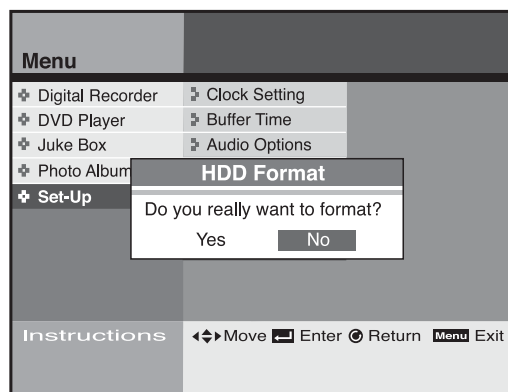 Menu
Digital Recorder
DVD Player
Juke Box
Photo Album
Set-Up
Clock Setting
Buffer Time
Audio Options
HDD Format
Do you really want to format?
Yes No
Instructions Move Enter Return Menu Exit